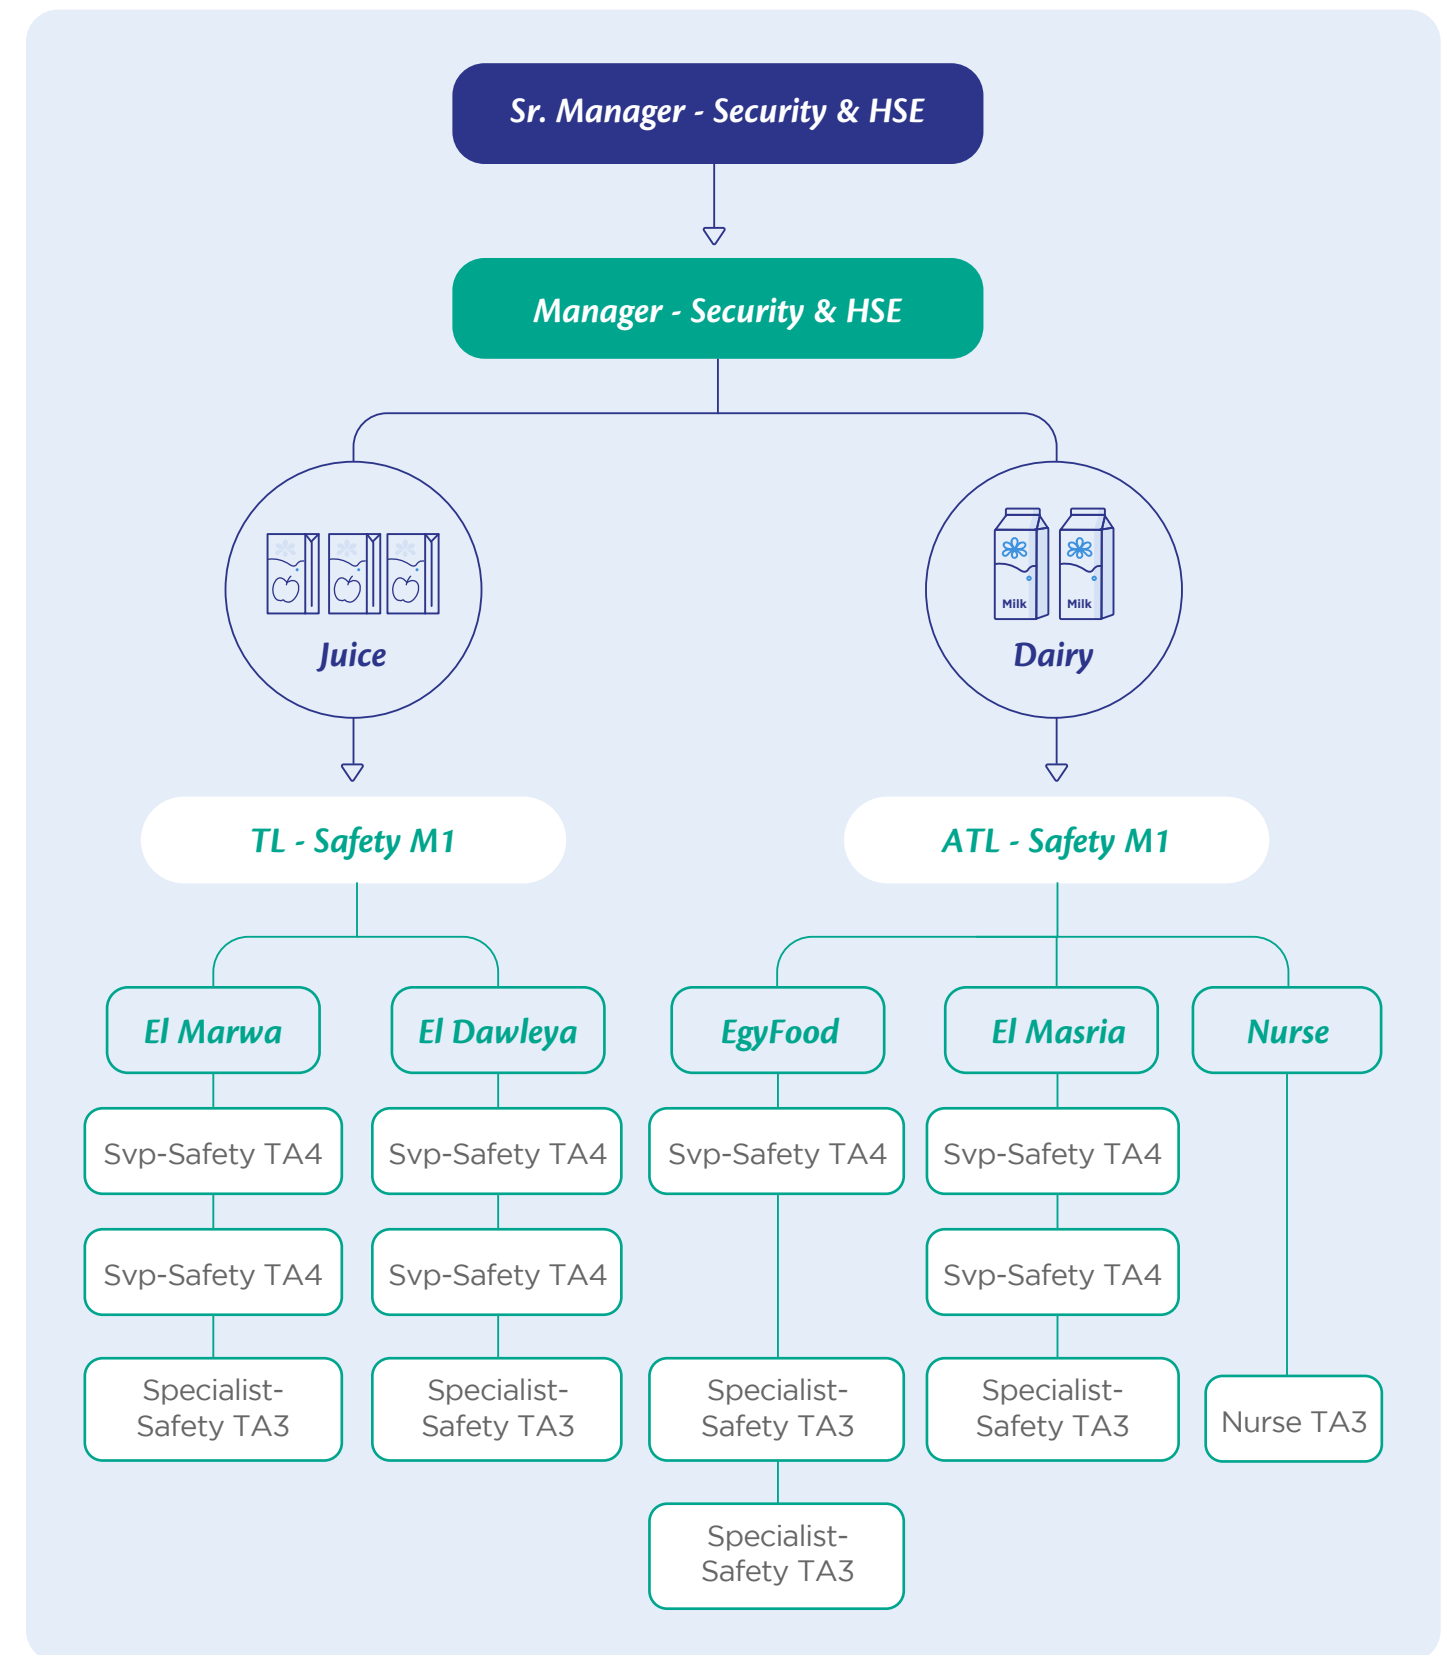 Sr. Manager - Security & HSE
Manager - Security & HSE
Juice
Milk
Milk
Dairy
TL - Safety M1
ATL - Safety M1
El Marwa
El Dawleya
EgyFood
El Masria
Nurse
Svp-Safety TA4
Svp-Safety TA4
Svp-Safety TA4
Svp-Safety TA4
Svp-Safety TA4
Svp-Safety TA4
Svp-Safety TA4
Specialist-
Safety TA3
Specialist-
Safety TA3
Specialist-
Safety TA3
Specialist-
Safety TA3
Nurse TA3
Specialist-
Safety TA3